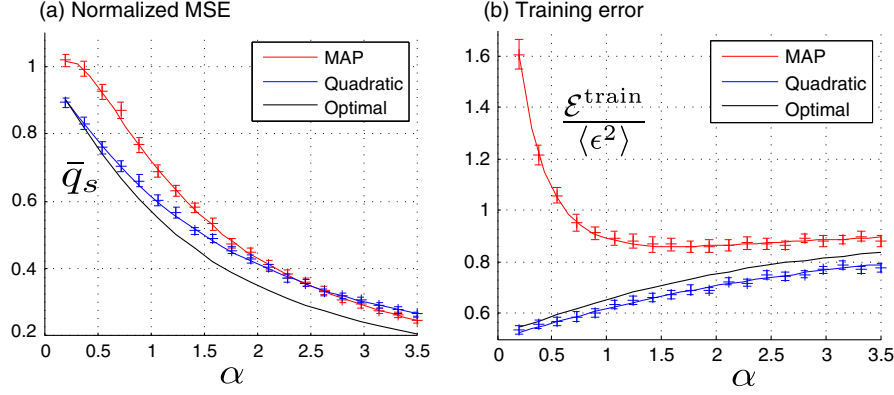 (a) Normalized MSE
1
0.8
0.6
0.4
0.2
q̄ₛ
MAP
Quadratic
Optimal
0 0.5 1 1.5 2 2.5 3 3.5
α
(b) Training error
1.6
1.4
1.2
1
0.8
0.6
ℰ^train
⟨ϵ²⟩
MAP
Quadratic
Optimal
0 0.5 1 1.5 2 2.5 3 3.5
α